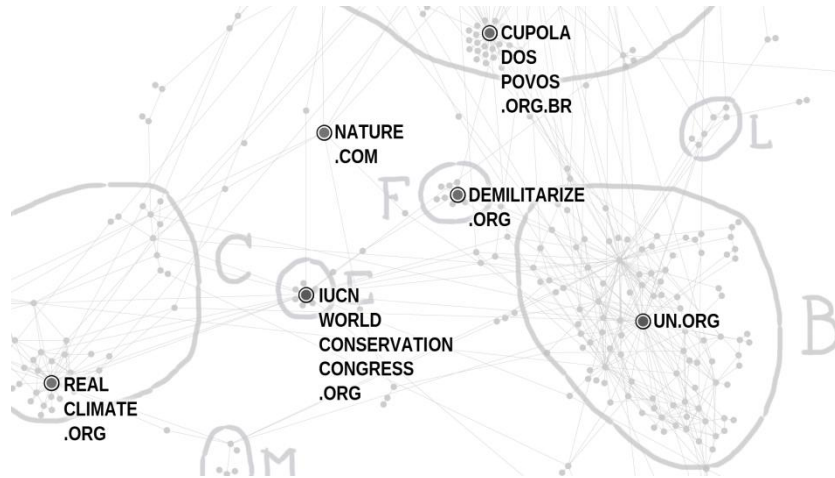 CUPOLA
DOS
POVOS
.ORG.BR
NATURE
.COM
L
F
DEMILITARIZE
.ORG
C
E
IUCN
WORLD
CONSERVATION
CONGRESS
.ORG
UN.ORG
B
REAL
CLIMATE
.ORG
M